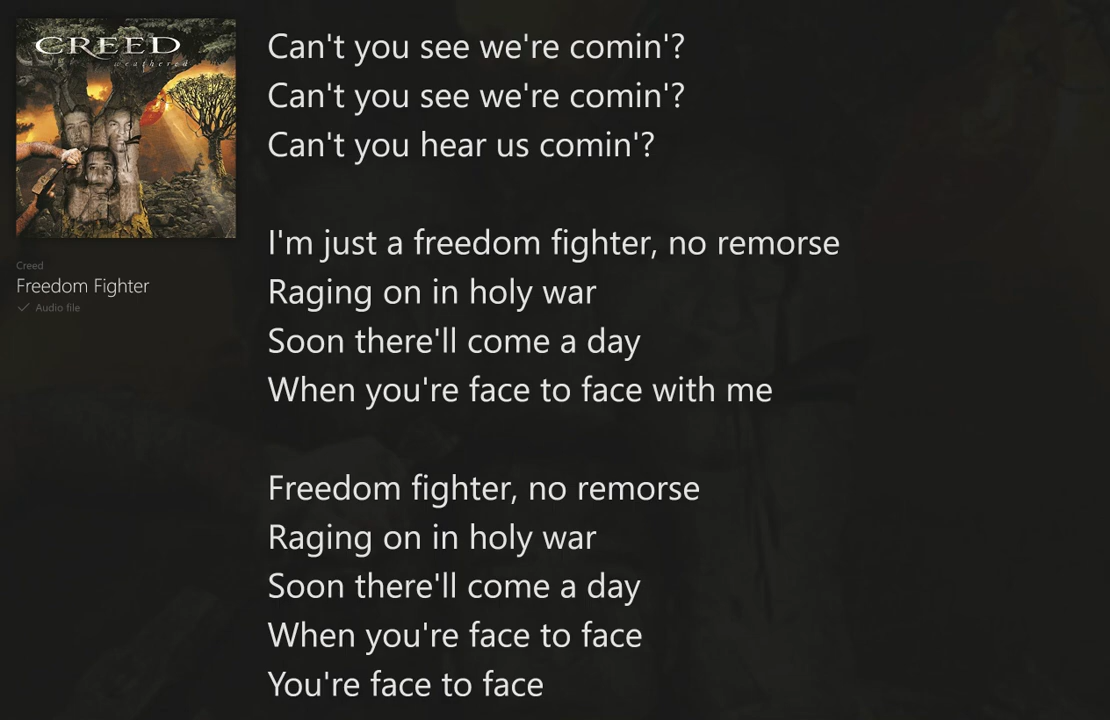 CREED
weathered
Creed
Freedom Fighter
Audio file
Can't you see we're comin'?
Can't you see we're comin'?
Can't you hear us comin'?
I'm just a freedom fighter, no remorse
Raging on in holy war
Soon there'll come a day
When you're face to face with me
Freedom fighter, no remorse
Raging on in holy war
Soon there'll come a day
When you're face to face
You're face to face